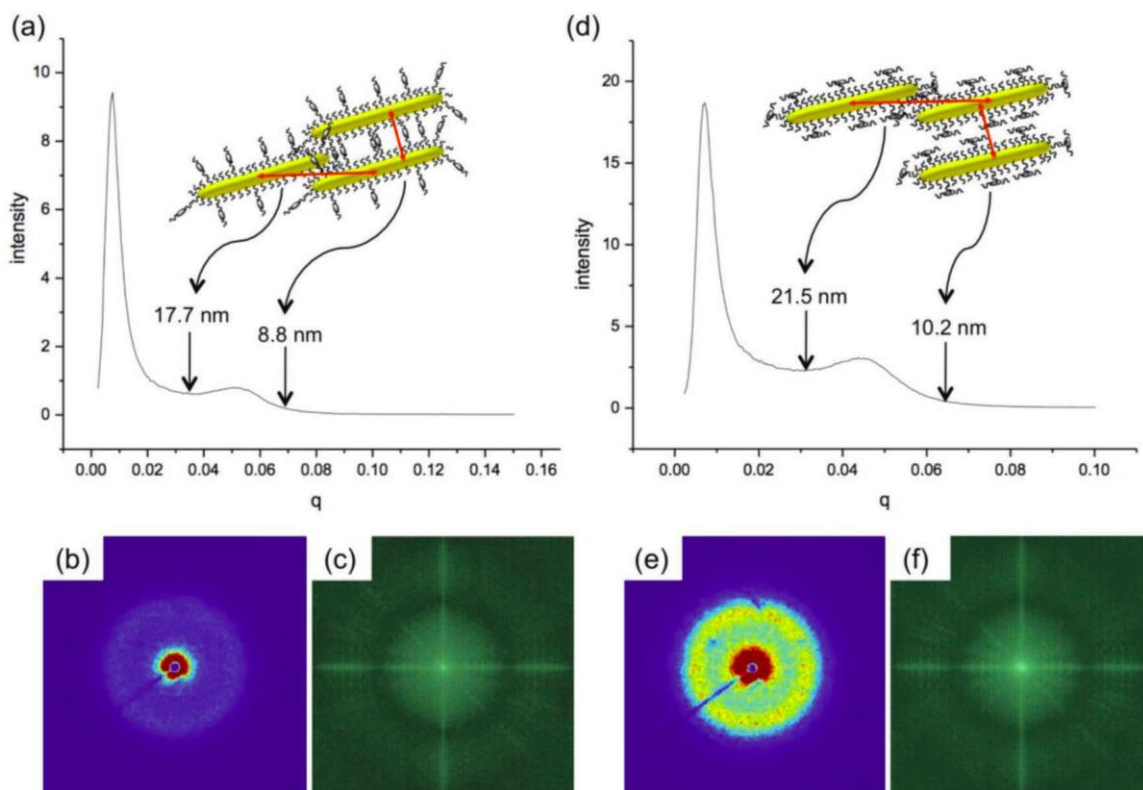 (a)
10
8
6
4
2
0
intensity
17.7 nm
8.8 nm
0.00 0.02 0.04 0.06 0.08 0.10 0.12 0.14 0.16
q
(d)
20
15
10
5
0
intensity
21.5 nm
10.2 nm
0.00 0.02 0.04 0.06 0.08 0.10
q
(b)
(c)
(e)
(f)